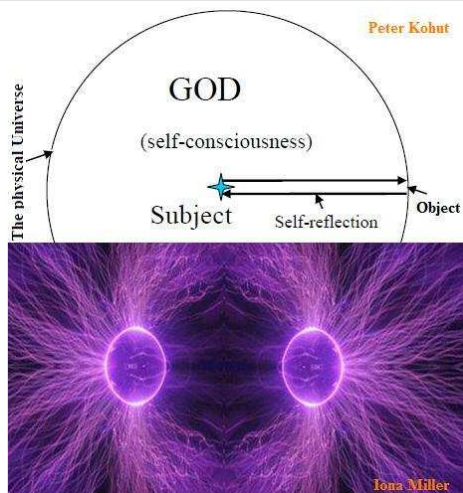 Peter Kohut
GOD
(self-consciousness)
The physical Universe
Subject
Self-reflection
Object
Iona Miller